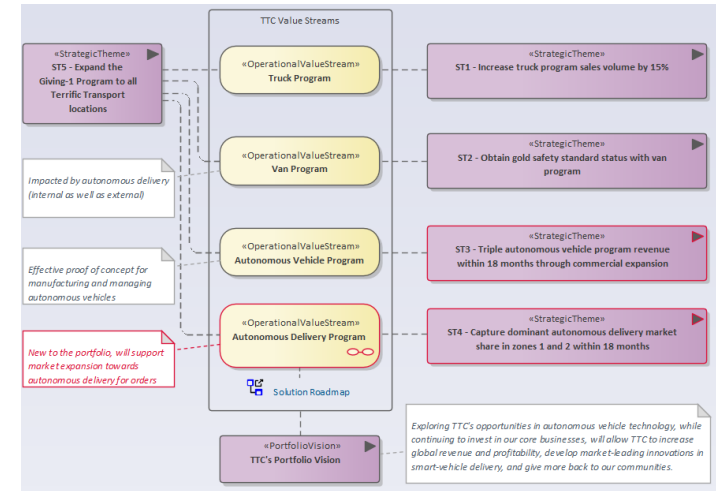 TTC Value Streams
«StrategicTheme»
ST5 - Expand the
Giving-1 Program to all
Terrific Transport
locations
«OperationalValueStream»
Truck Program
«StrategicTheme»
ST1 - Increase truck program sales volume by 15%
Impacted by autonomous delivery
(internal as well as external)
«OperationalValueStream»
Van Program
«StrategicTheme»
ST2 - Obtain gold safety standard status with van
program
Effective proof of concept for
manufacturing and managing
autonomous vehicles
«OperationalValueStream»
Autonomous Vehicle Program
«StrategicTheme»
ST3 - Triple autonomous vehicle program revenue
within 18 months through commercial expansion
New to the portfolio, will support
market expansion towards
autonomous delivery for orders
«OperationalValueStream»
Autonomous Delivery Program
«StrategicTheme»
ST4 - Capture dominant autonomous delivery market
share in zones 1 and 2 within 18 months
Solution Roadmap
«PortfolioVision»
TTC's Portfolio Vision
Exploring TTC's opportunities in autonomous vehicle technology, while
continuing to invest in our core businesses, will allow TTC to increase
global revenue and profitability, develop market-leading innovations in
smart-vehicle delivery, and give more back to our communities.